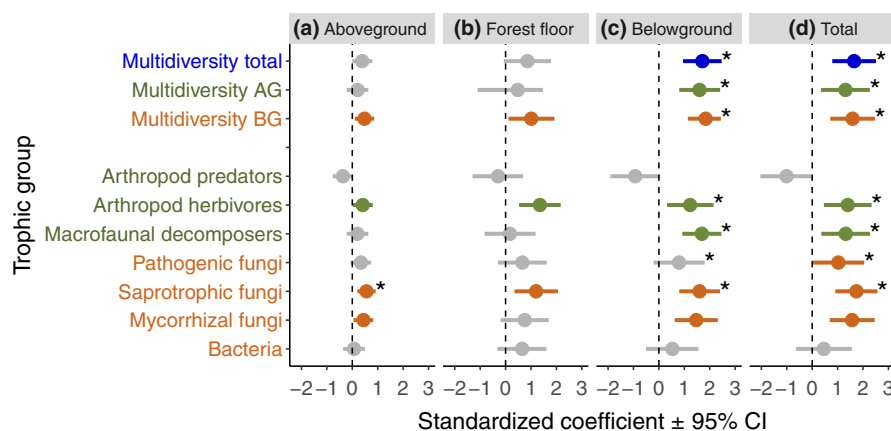 (a) Aboveground (b) Forest floor (c) Belowground (d) Total
Multidiversity total * *
Multidiversity AG * *
Multidiversity BG * *
Arthropod predators
Arthropod herbivores * *
Macrofaunal decomposers * *
Pathogenic fungi * *
Saprotrophic fungi * * *
Mycorrhizal fungi
Bacteria
Trophic group
−2 −1 0 1 2 3 −2 −1 0 1 2 3 −2 −1 0 1 2 3 −2 −1 0 1 2 3
Standardized coefficient ± 95% CI